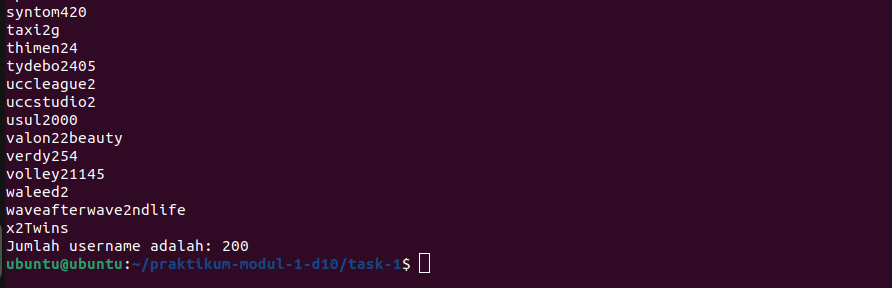 syntom420
taxi2g
thimen24
tydebo2405
uccleague2
uccstudio2
usul2000
valon22beauty
verdy254
volley21145
waleed2
waveafterwave2ndlife
x2Twins
Jumlah username adalah: 200
ubuntu@ubuntu:~/praktikum-modul-1-d10/task-1$